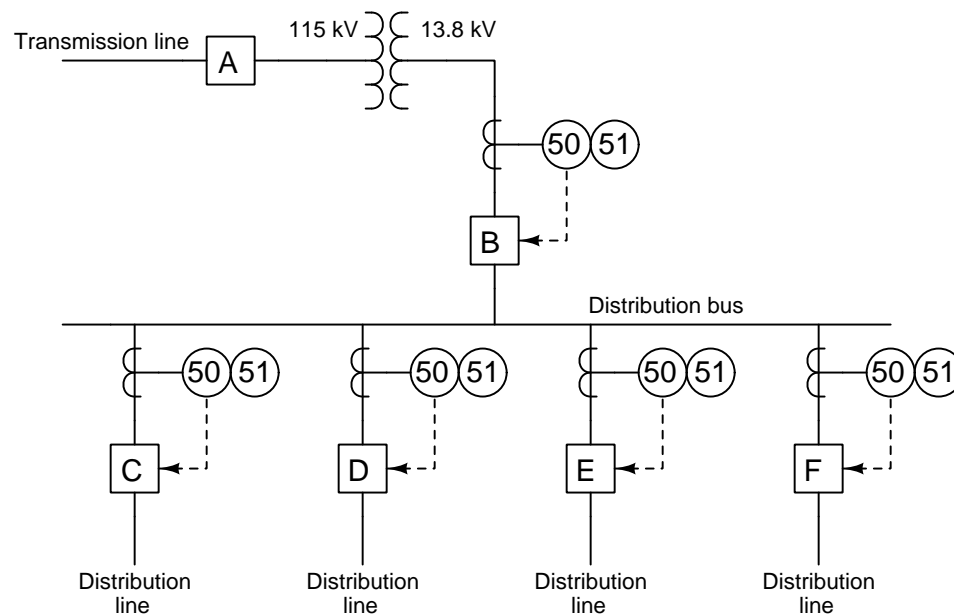 115 kV 13.8 kV
Transmission line
A
50 51
B
Distribution bus
50 51 50 51 50 51 50 51
C D E F
Distribution Distribution Distribution Distribution
line line line line